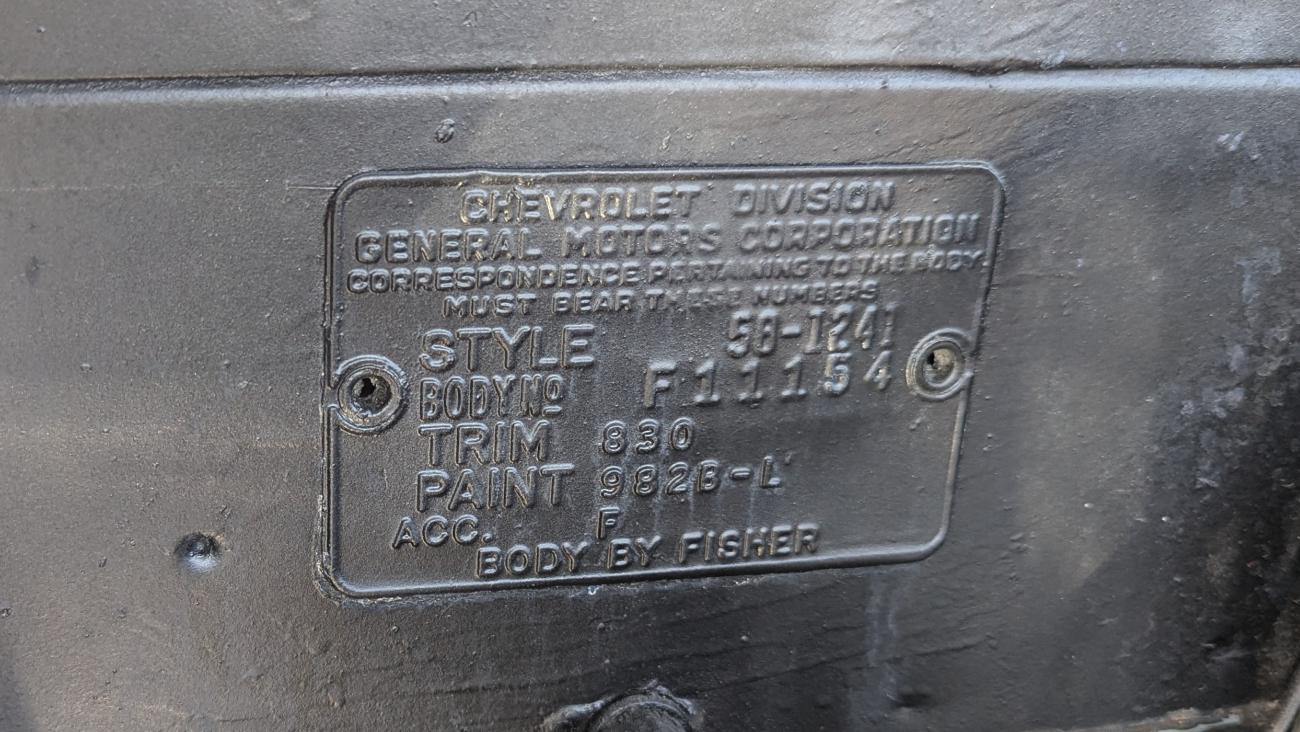 CHEVROLET DIVISION
GENERAL MOTORS CORPORATION
CORRESPONDENCE PERTAINING TO THE BODY
MUST BEAR THESE NUMBERS
STYLE 58-1241
BODY NO F11154
TRIM 830
PAINT 982B-L
ACC. F
BODY BY FISHER